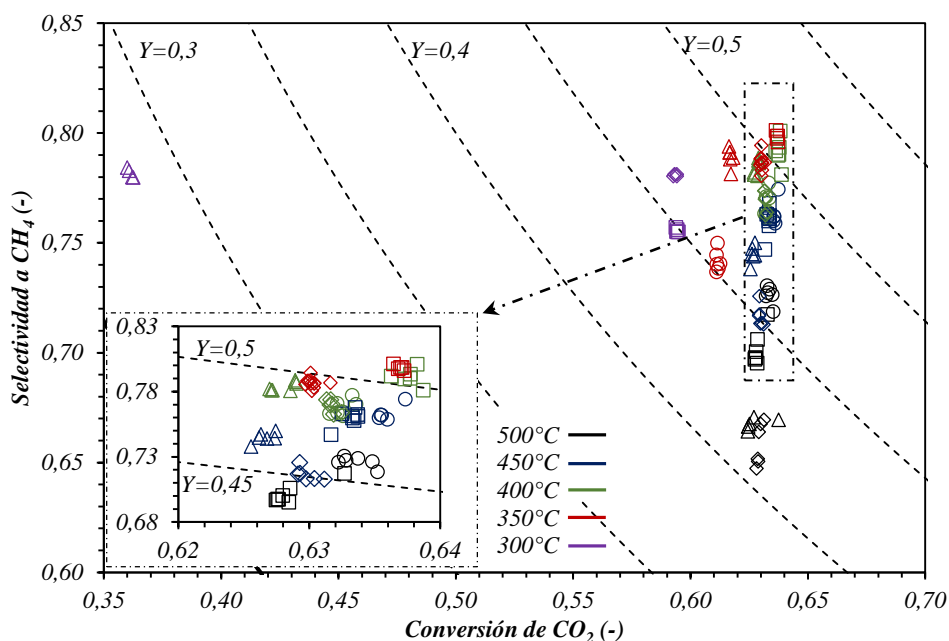 0,85
0,80
0,75
0,70
0,65
0,60
Selectividad a CH4 (-)
Y=0,3
Y=0,4
Y=0,5
0,83
0,78
0,73
0,68
Y=0,5
Y=0,45
0,62
0,63
0,64
500°C
450°C
400°C
350°C
300°C
0,35
0,40
0,45
0,50
0,55
0,60
0,65
0,70
Conversión de CO2 (-)